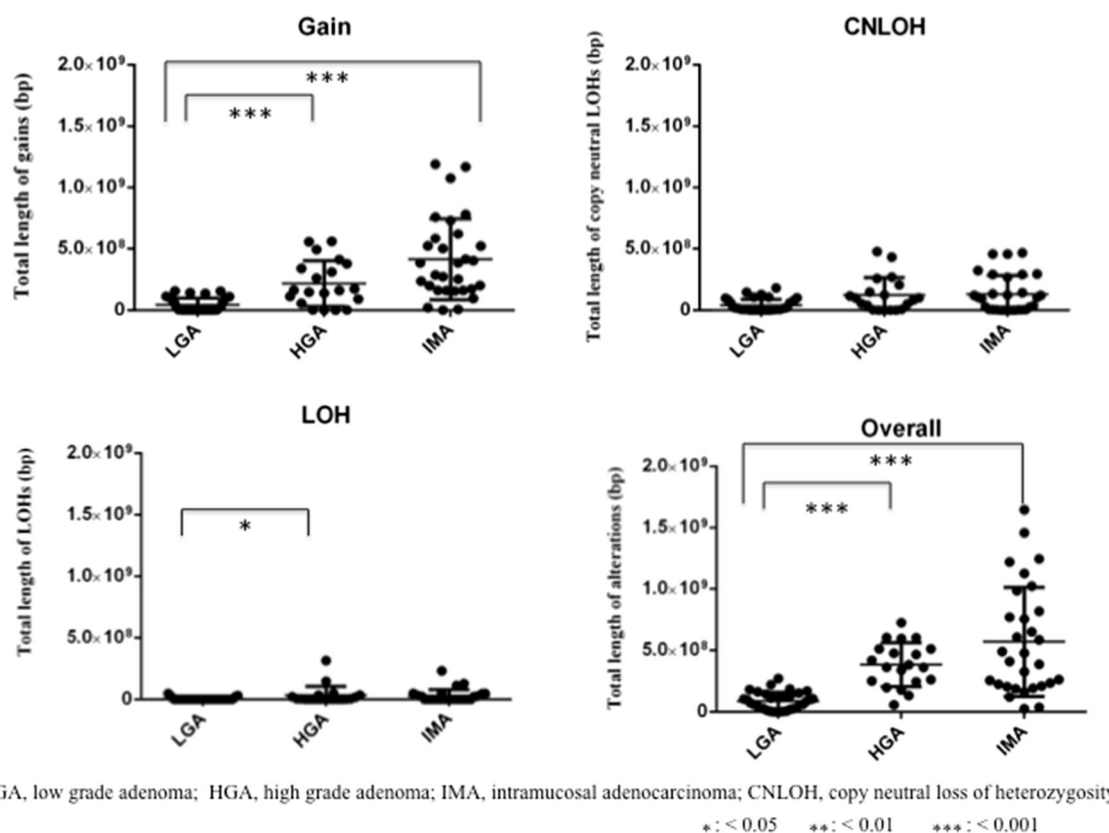 Gain
Total length of gains (bp)
2.0×10⁹
1.5×10⁹
1.0×10⁹
5.0×10⁸
0
***
***
LGA
HGA
IMA
CNLOH
Total length of copy neutral LOHs (bp)
2.0×10⁹
1.5×10⁹
1.0×10⁹
5.0×10⁸
0
LGA
HGA
IMA
LOH
Total length of LOHs (bp)
2.0×10⁹
1.5×10⁹
1.0×10⁹
5.0×10⁸
0
*
LGA
HGA
IMA
Overall
Total length of alterations (bp)
2.0×10⁹
1.5×10⁹
1.0×10⁹
5.0×10⁸
0
***
***
LGA
HGA
IMA
GA, low grade adenoma; HGA, high grade adenoma; IMA, intramucosal adenocarcinoma; CNLOH, copy neutral loss of heterozygosity
*: < 0.05 **: < 0.01 ***: < 0.001